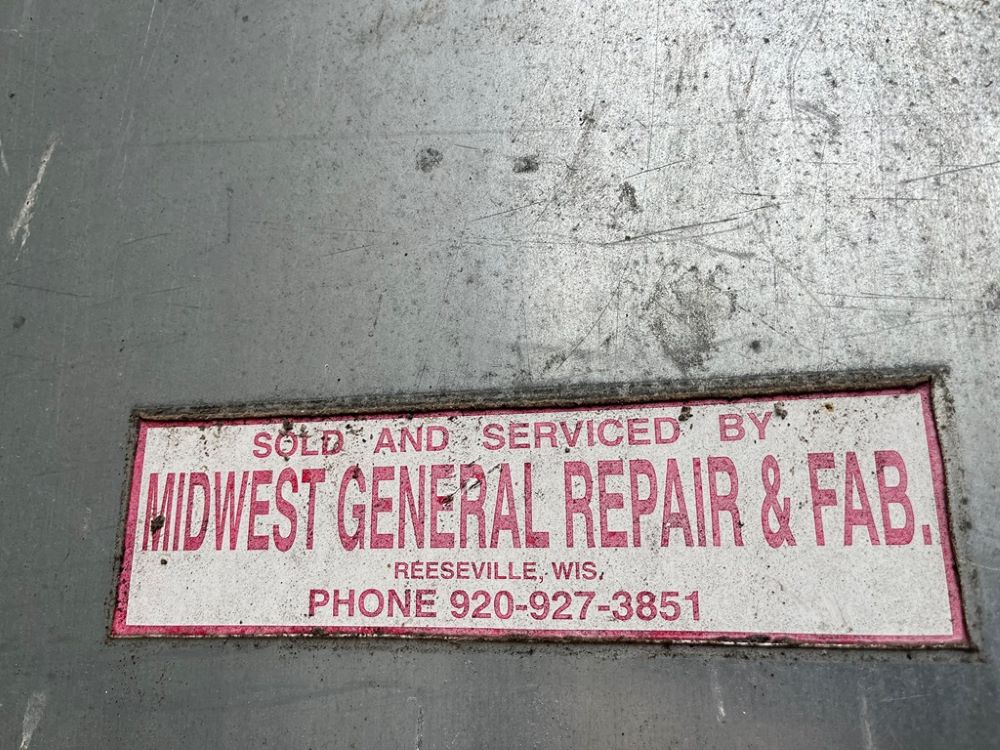 SOLD AND SERVICED BY
MIDWEST GENERAL REPAIR & FAB.
REESEVILLE, WIS.
PHONE 920-927-3851